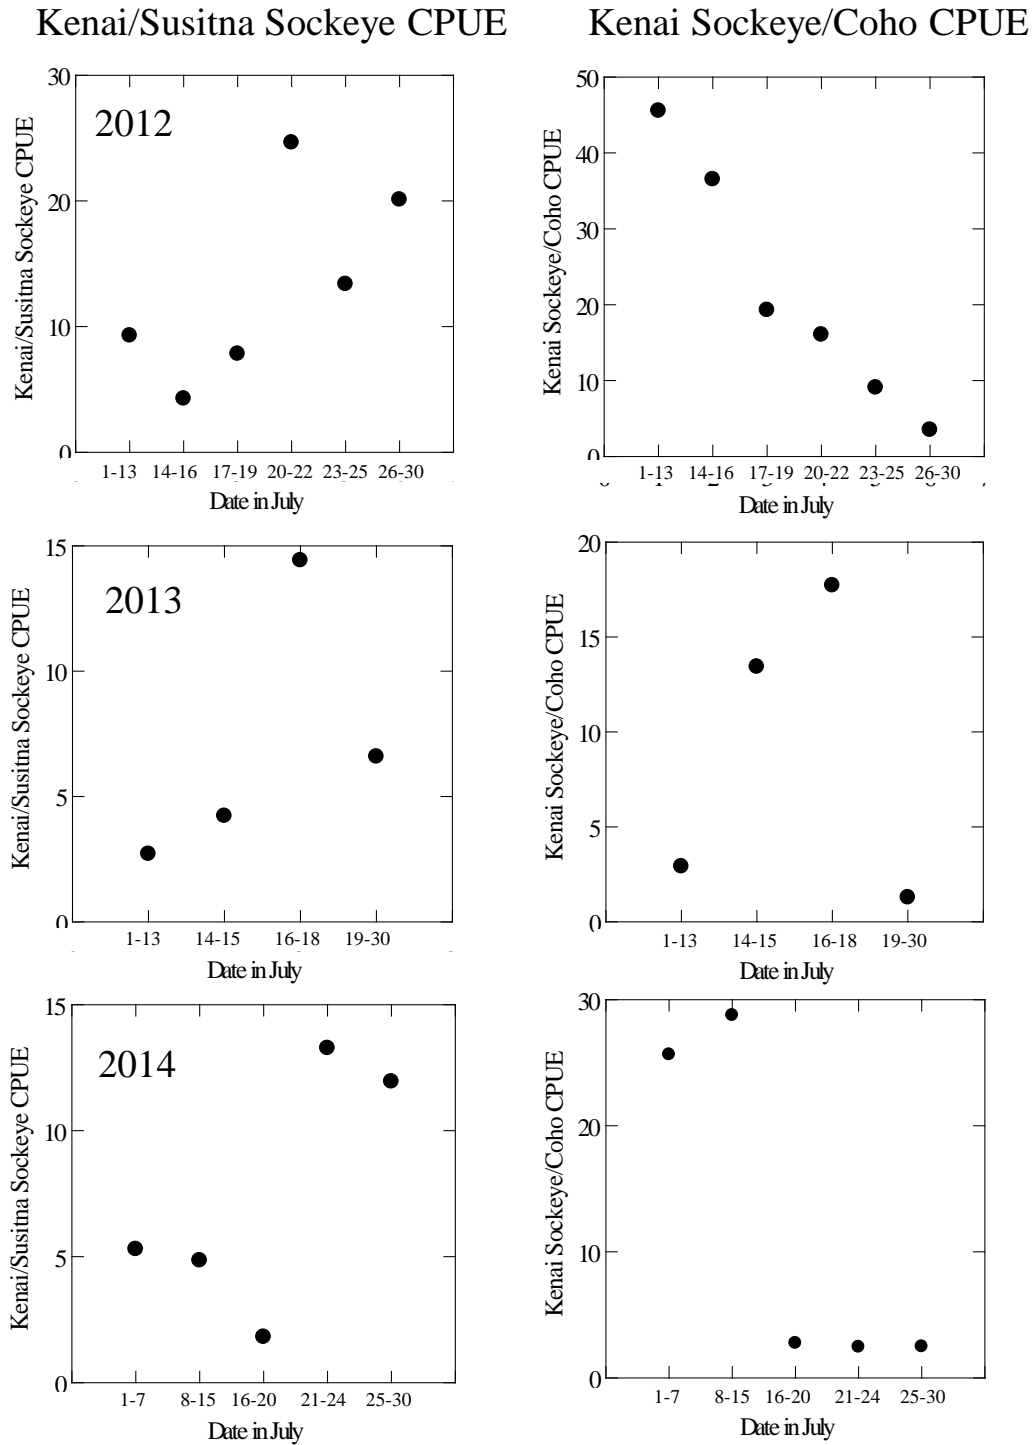 Kenai/Susitna Sockeye CPUE
Kenai Sockeye/Coho CPUE
2012
Kenai/Susitna Sockeye CPUE
30
20
10
0
1-13 14-16 17-19 20-22 23-25 26-30
Date in July
Kenai Sockeye/Coho CPUE
50
40
30
20
10
0
1-13 14-16 17-19 20-22 23-25 26-30
Date in July
2013
Kenai/Susitna Sockeye CPUE
15
10
5
0
1-13 14-15 16-18 19-30
Date in July
Kenai Sockeye/Coho CPUE
20
15
10
5
0
1-13 14-15 16-18 19-30
Date in July
2014
Kenai/Susitna Sockeye CPUE
15
10
5
0
1-7 8-15 16-20 21-24 25-30
Date in July
Kenai Sockeye/Coho CPUE
30
20
10
0
1-7 8-15 16-20 21-24 25-30
Date in July